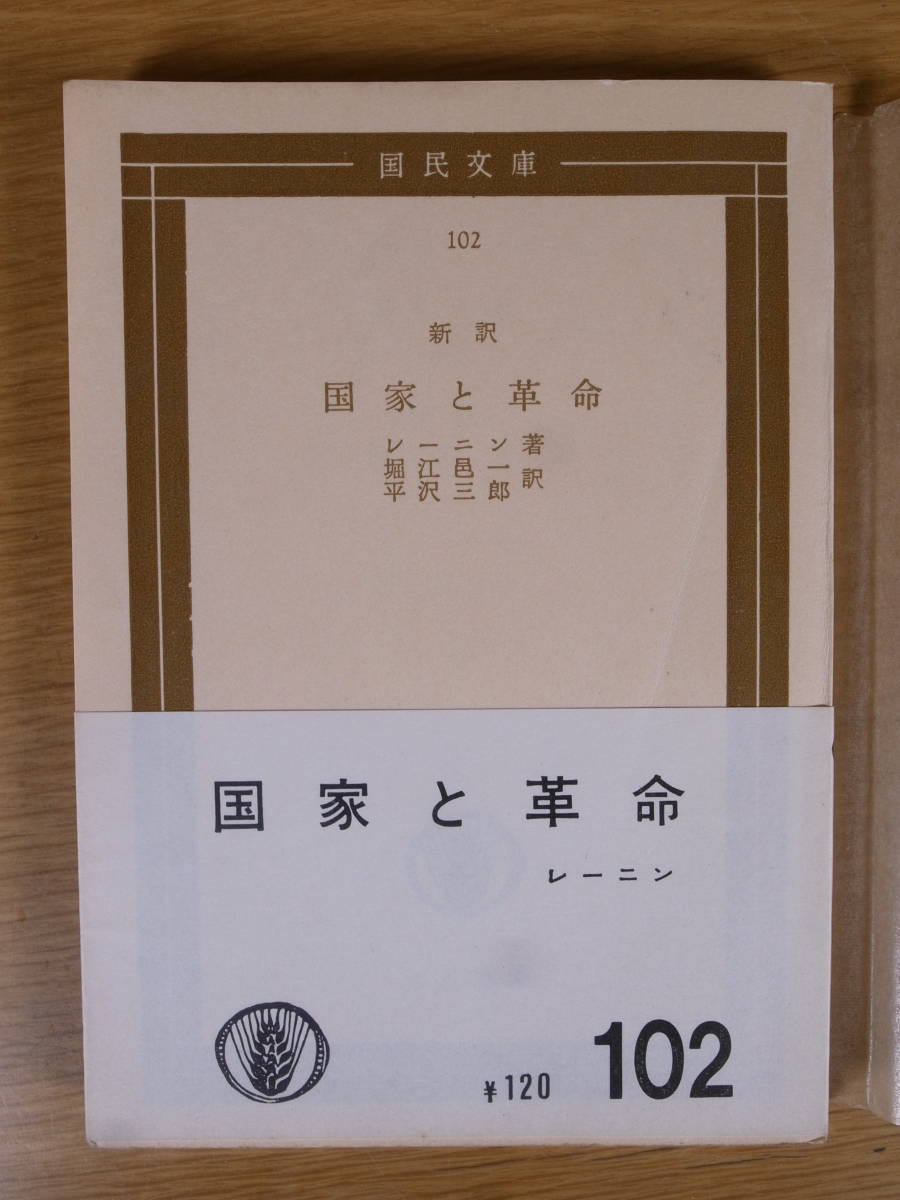 国民文庫
102
新訳
国家と革命
レーニン著
堀江邑一
平沢三郎訳
国家と革命
レーニン
¥120
102